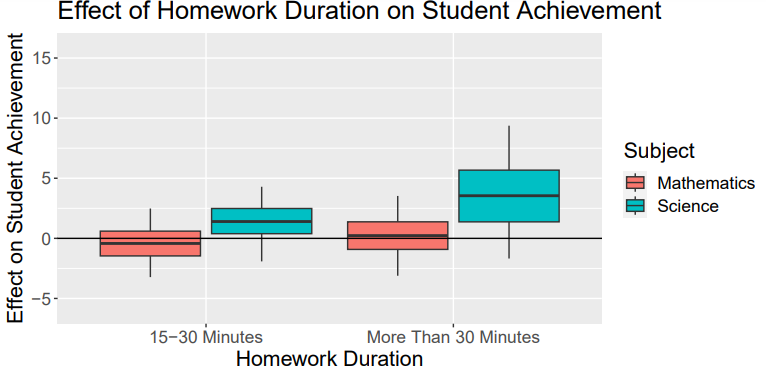 Effect of Homework Duration on Student Achievement
Effect on Student Achievement
15
10
5
0
−5
15−30 Minutes
More Than 30 Minutes
Homework Duration
Subject
Mathematics
Science